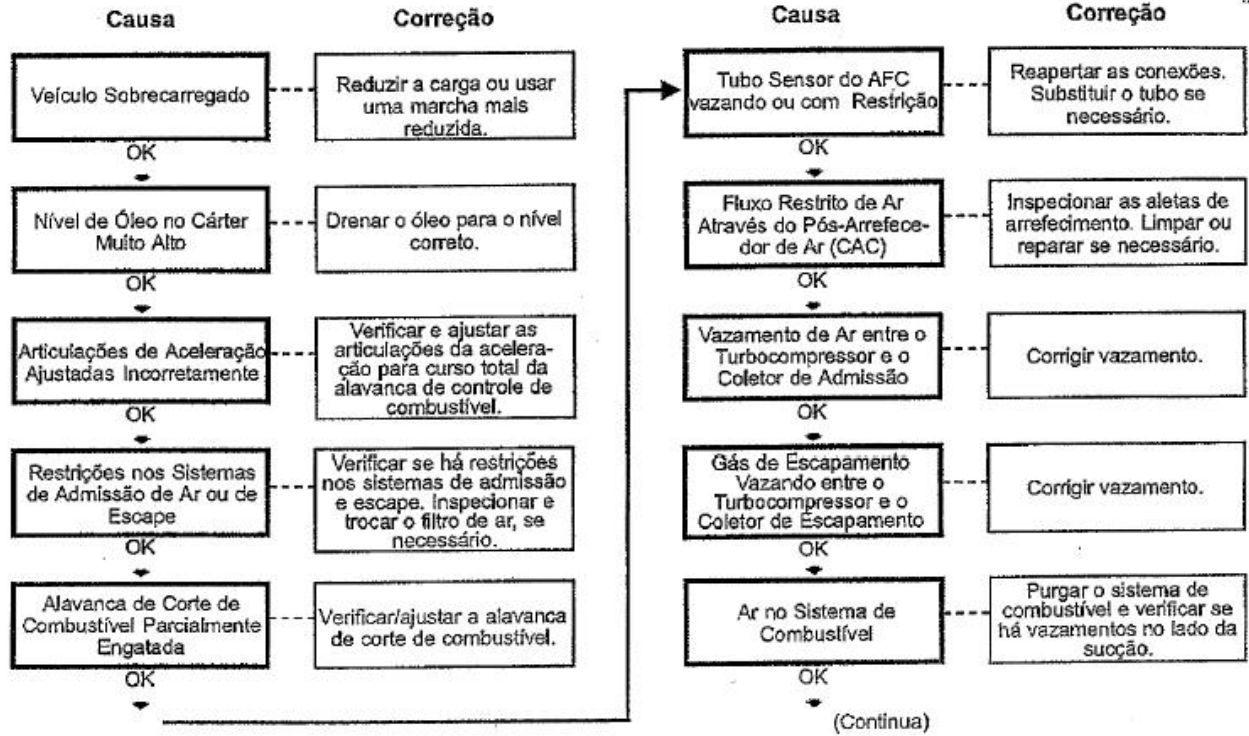 Causa
Correção
Veículo Sobrecarregado
Reduzir a carga ou usar
uma marcha mais
reduzida.
OK
Nível de Óleo no Cárter
Muito Alto
Drenar o óleo para o nível
correto.
OK
Articulações de Aceleração
Ajustadas Incorretamente
Verificar e ajustar as
articulações da acelera-
ção para curso total da
alavanca de controle de
combustível.
OK
Restrições nos Sistemas
de Admissão de Ar ou de
Escape
Verificar se há restrições
nos sistemas de admissão
e escape. Inspecionar e
trocar o filtro de ar, se
necessário.
OK
Alavanca de Corte de
Combustível Parcialmente
Engatada
Verificar/ajustar a alavanca
de corte de combustível.
OK
Causa
Correção
Tubo Sensor do AFC
vazando ou com Restrição
Reapertar as conexões.
Substituir o tubo se
necessário.
OK
Fluxo Restrito de Ar
Através do Pós-Arrefece-
dor de Ar (CAC)
Inspecionar as aletas de
arrefecimento. Limpar ou
reparar se necessário.
OK
Vazamento de Ar entre o
Turbocompressor e o
Coletor de Admissão
Corrigir vazamento.
OK
Gás de Escapamento
Vazando entre o
Turbocompressor e o
Coletor de Escapamento
Corrigir vazamento.
OK
Ar no Sistema de
Combustível
Purgar o sistema de
combustível e verificar se
há vazamentos no lado da
sucção.
OK
(Continua)